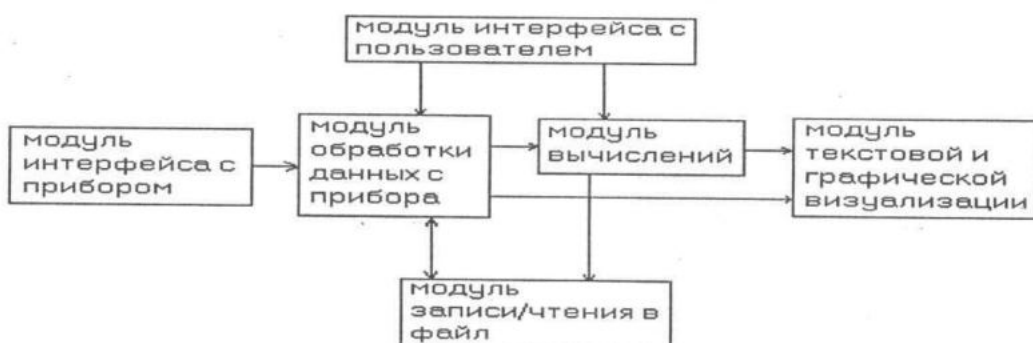 модуль интерфейса с
пользователем
модуль
интерфейса с
прибором
модуль
обработки
данных с
прибора
модуль
вычислений
модуль
текстовой и
графической
визуализации
модуль
записи/чтения в
файл